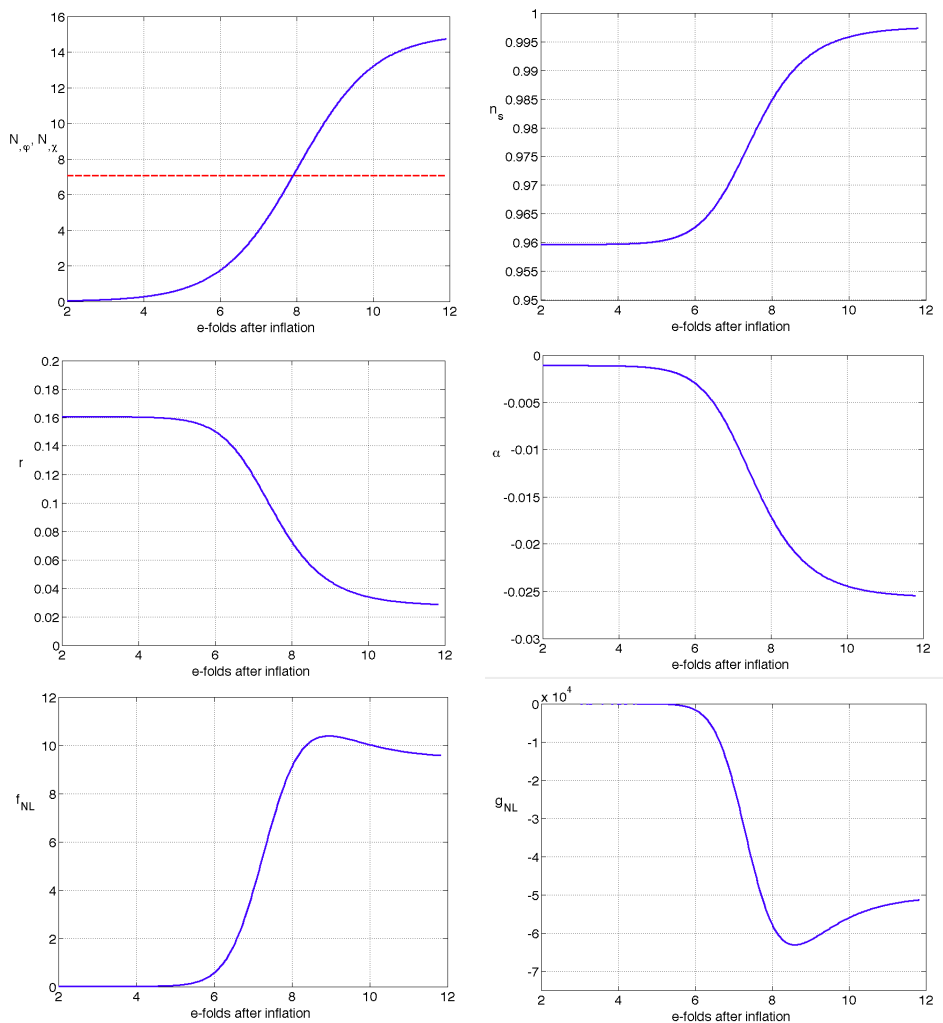 16
14
12
10
8
6
4
2
0
N,φ, N,χ
2 4 6 8 10 12
e-folds after inflation
1
0.995
0.99
0.985
0.98
0.975
0.97
0.965
0.96
0.955
0.95
ns
2 4 6 8 10 12
e-folds after inflation
0.2
0.18
0.16
0.14
0.12
0.1
0.08
0.06
0.04
0.02
0
r
2 4 6 8 10 12
e-folds after inflation
0
-0.005
-0.01
-0.015
-0.02
-0.025
-0.03
α
2 4 6 8 10 12
e-folds after inflation
12
10
8
6
4
2
0
fNL
2 4 6 8 10 12
e-folds after inflation
x 10^4
0
-1
-2
-3
-4
-5
-6
-7
gNL
2 4 6 8 10 12
e-folds after inflation